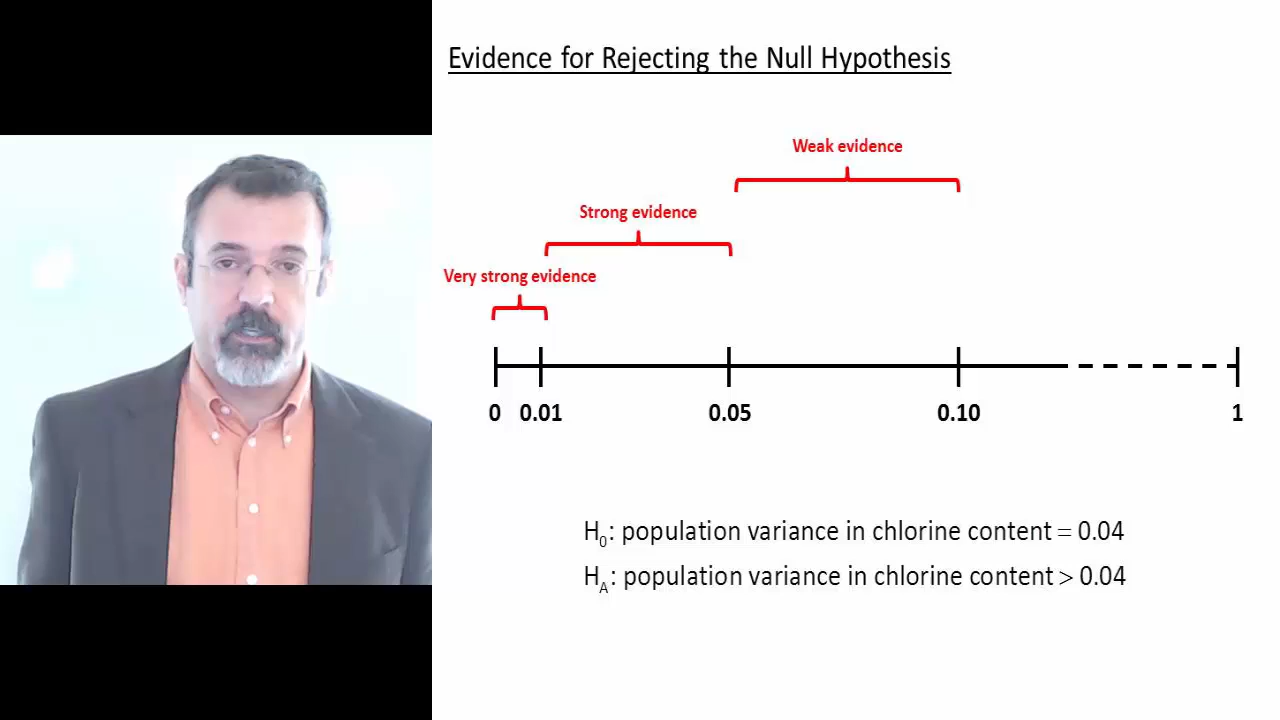 Evidence for Rejecting the Null Hypothesis
Weak evidence
Strong evidence
Very strong evidence
0 0.01 0.05 0.10 1
H₀: population variance in chlorine content = 0.04
Hₐ: population variance in chlorine content > 0.04